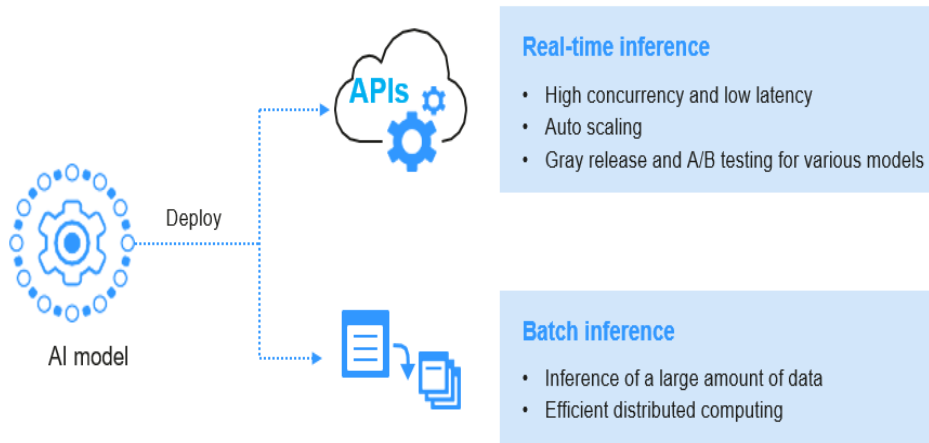 Real-time inference
APIs
• High concurrency and low latency
• Auto scaling
• Gray release and A/B testing for various models
Deploy
AI model
Batch inference
• Inference of a large amount of data
• Efficient distributed computing